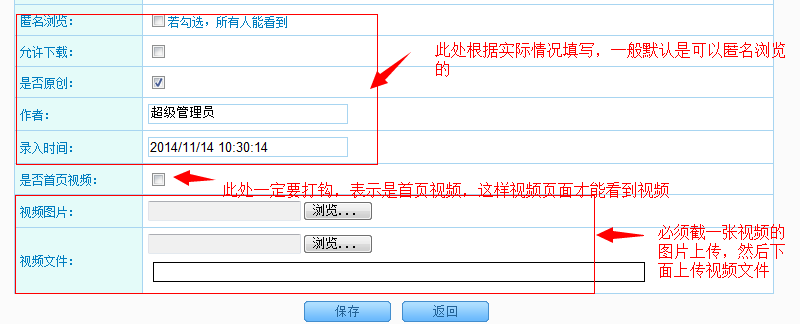 匿名浏览： 若勾选，所有人能看到
允许下载：
此处根据实际情况填写，一般默认是可以匿名浏览
的
是否原创：
作者： 超级管理员
录入时间： 2014/11/14 10:30:14
是否首页视频：
此处一定要打钩，表示是首页视频，这样视频页面才能看到视频
视频图片： 浏览...
浏览...
视频文件：
必须截一张视频的
图片上传，然后下
面上传视频文件
保存 返回